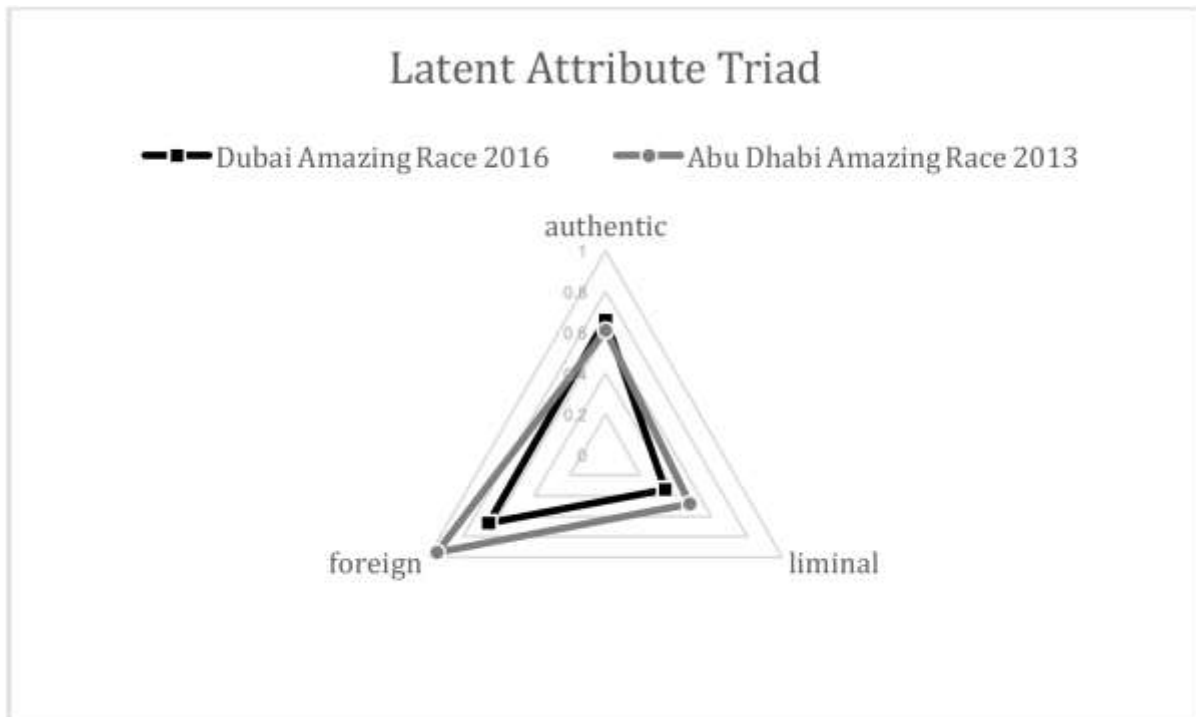 Latent Attribute Triad
Dubai Amazing Race 2016 Abu Dhabi Amazing Race 2013
authentic
1
0.8
0.6
0.4
0.2
0
foreign liminal